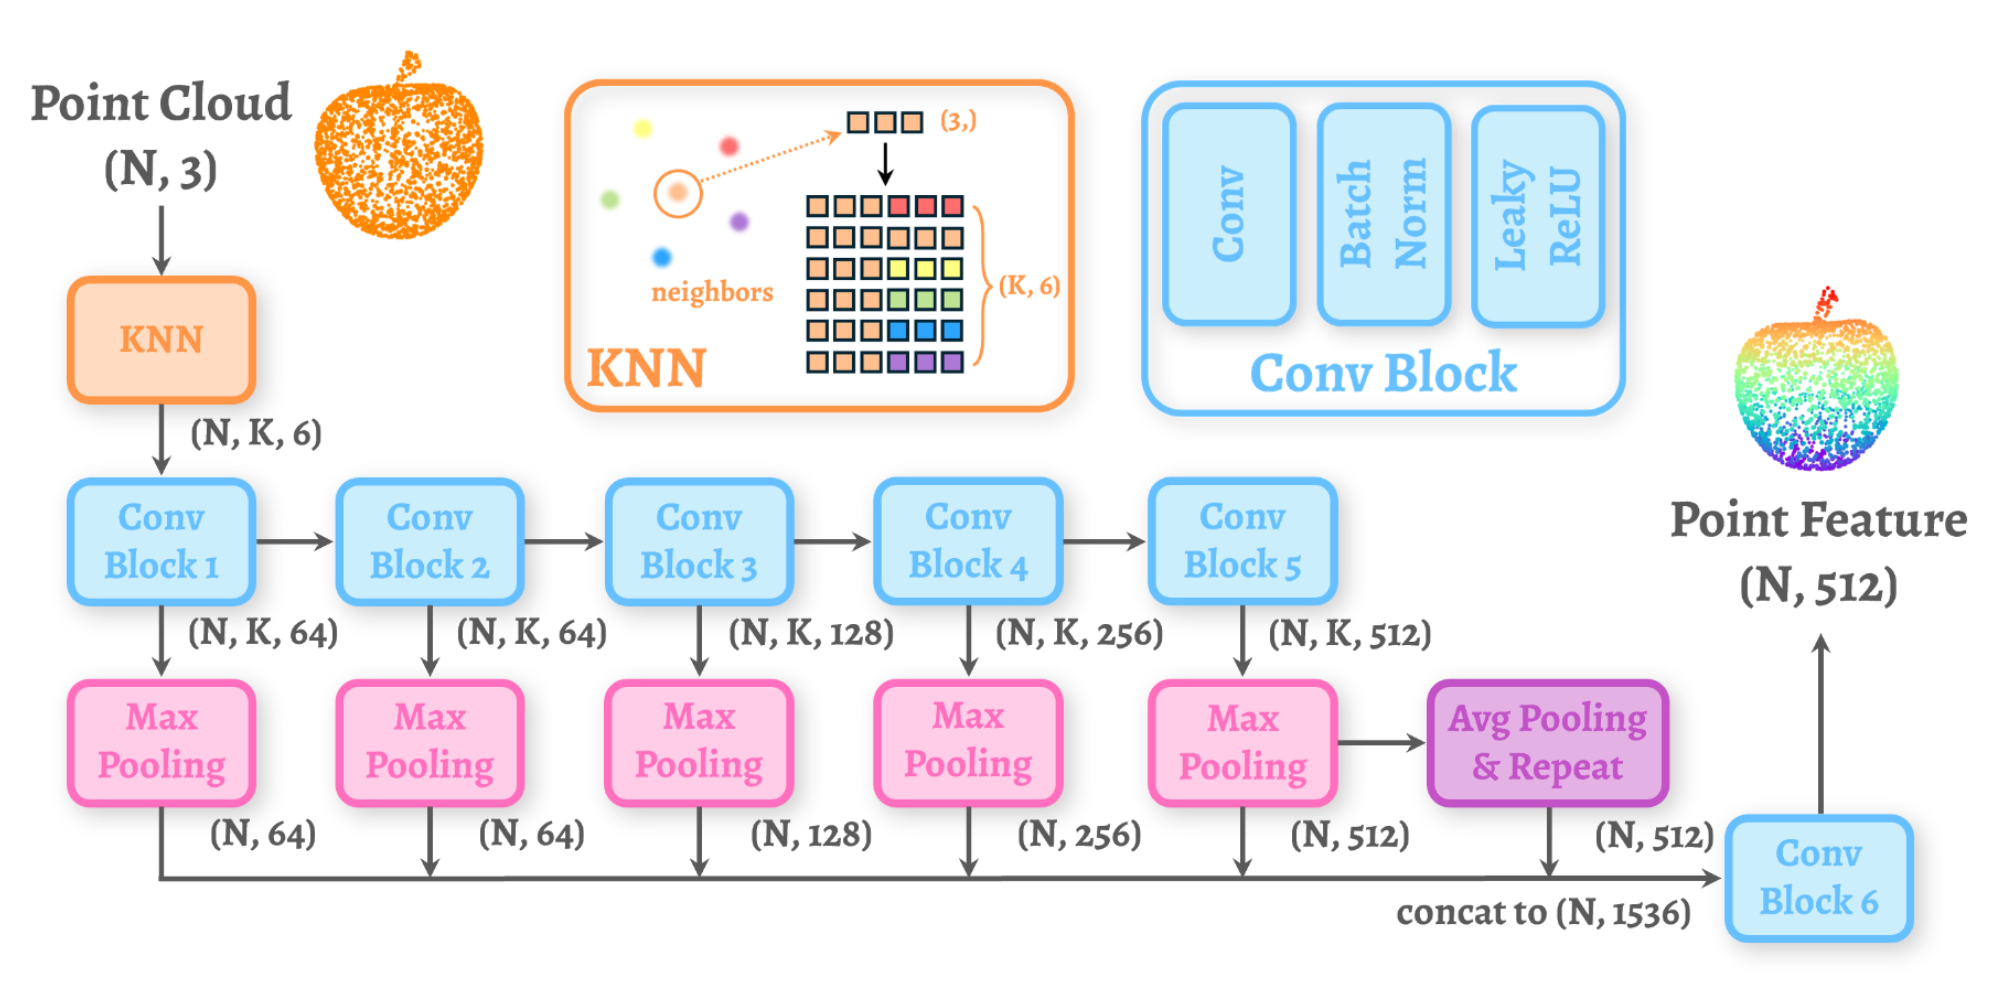 Point Cloud
(N, 3)
KNN
(N, K, 6)
(3,)
neighbors
(K, 6)
KNN
Conv
Batch
Norm
Leaky
ReLU
Conv Block
Conv
Block 1
Conv
Block 2
Conv
Block 3
Conv
Block 4
Conv
Block 5
(N, K, 64)
(N, K, 64)
(N, K, 128)
(N, K, 256)
(N, K, 512)
Max
Pooling
Max
Pooling
Max
Pooling
Max
Pooling
Max
Pooling
Avg Pooling
& Repeat
(N, 64)
(N, 64)
(N, 128)
(N, 256)
(N, 512)
(N, 512)
concat to (N, 1536)
Conv
Block 6
Point Feature
(N, 512)